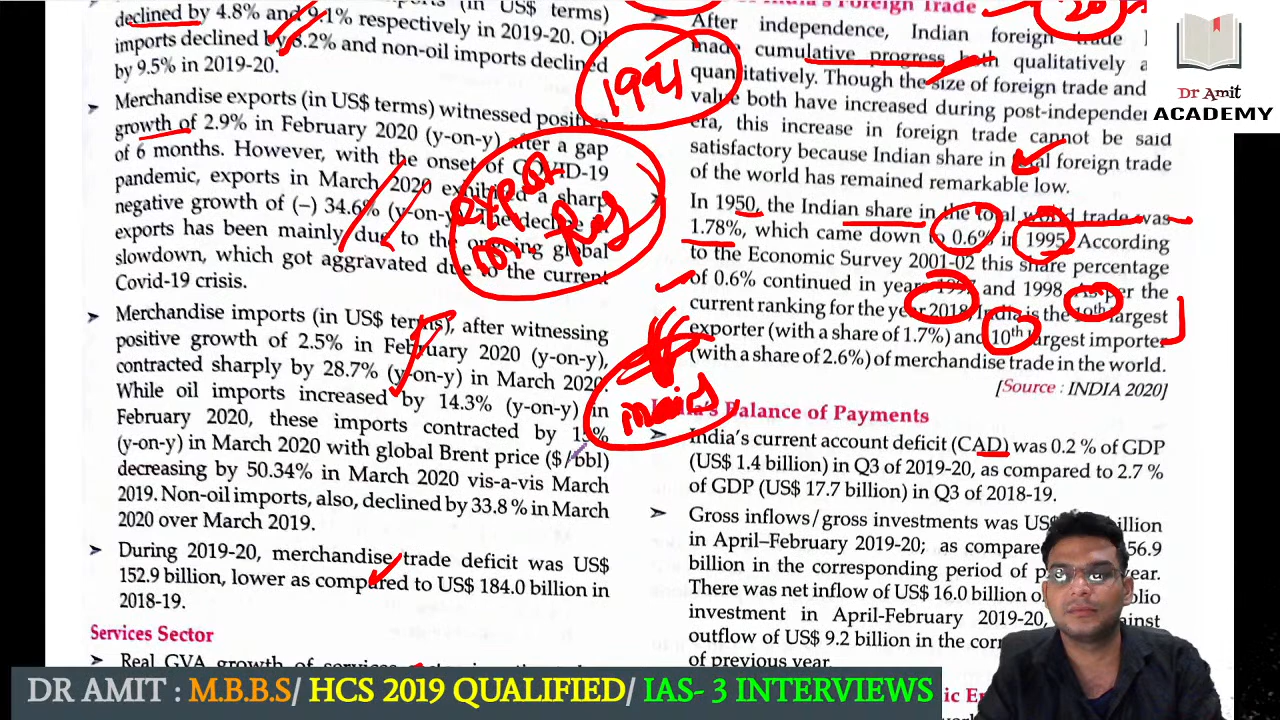 declined by 4.8% and 9.1% respectively in 2019-20. Oil
imports declined by 8.2% and non-oil imports declined
by 9.5% in 2019-20.
Merchandise exports (in US$ terms) witnessed positive
growth of 2.9% in February 2020 (y-on-y) after a gap
of 6 months. However, with the onset of COVID-19
pandemic, exports in March 2020 exhibited a sharp
negative growth of (–) 34.6% (y-on-y). The decline in
exports has been mainly due to the ongoing global
slowdown, which got aggravated due to the current
Covid-19 crisis.
Merchandise imports (in US$ terms), after witnessing
positive growth of 2.5% in February 2020 (y-on-y),
contracted sharply by 28.7% (y-on-y) in March 2020.
While oil imports increased by 14.3% (y-on-y) in
February 2020, these imports contracted by 15%
(y-on-y) in March 2020 with global Brent price ($/bbl)
decreasing by 50.34% in March 2020 vis-a-vis March
2019. Non-oil imports, also, declined by 33.8 % in March
2020 over March 2019.
During 2019-20, merchandise trade deficit was US$
152.9 billion, lower as compared to US$ 184.0 billion in
2018-19.
Services Sector
Real GVA growth of services
1991
's Foreign Trade
20
After independence, Indian foreign trade
made cumulative progress both qualitatively
quantitatively. Though the size of foreign trade and
value both have increased during post-independen
era, this increase in foreign trade cannot be said
satisfactory because Indian share in total foreign trade
of the world has remained remarkable low.
In 1950, the Indian share in the total world trade was
1.78%, which came down to 0.6% in 1995. According
to the Economic Survey 2001-02 this share percentage
of 0.6% continued in years 1997 and 1998. As per the
current ranking for the year 2018, India is the 19th largest
exporter (with a share of 1.7%) and 10th largest importer
(with a share of 2.6%) of merchandise trade in the world.
[Source : INDIA 2020]
India's Balance of Payments
India's current account deficit (CAD) was 0.2 % of GDP
(US$ 1.4 billion) in Q3 of 2019-20, as compared to 2.7 %
of GDP (US$ 17.7 billion) in Q3 of 2018-19.
Gross inflows/gross investments was US$ billion
in April–February 2019-20; as compared 56.9
billion in the corresponding period of year.
There was net inflow of US$ 16.0 billion
investment in April-February 2019-20,
outflow of US$ 9.2 billion in the
of previous year.
Dr Amit
ACADEMY
DR AMIT : M.B.B.S/ HCS 2019 QUALIFIED/ IAS- 3 INTERVIEWS